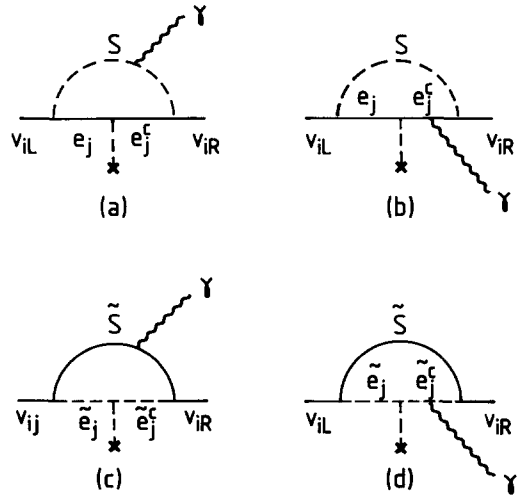 γ
S
e_j e_j^c
ν_iL ν_iR
(a)
S
e_j e_j^c
ν_iL ν_iR
γ
(b)
γ
S̃
ν_ij ẽ_j ẽ_j^c ν_iR
(c)
S̃
ẽ_j ẽ_j^c
ν_iL ν_iR
γ
(d)